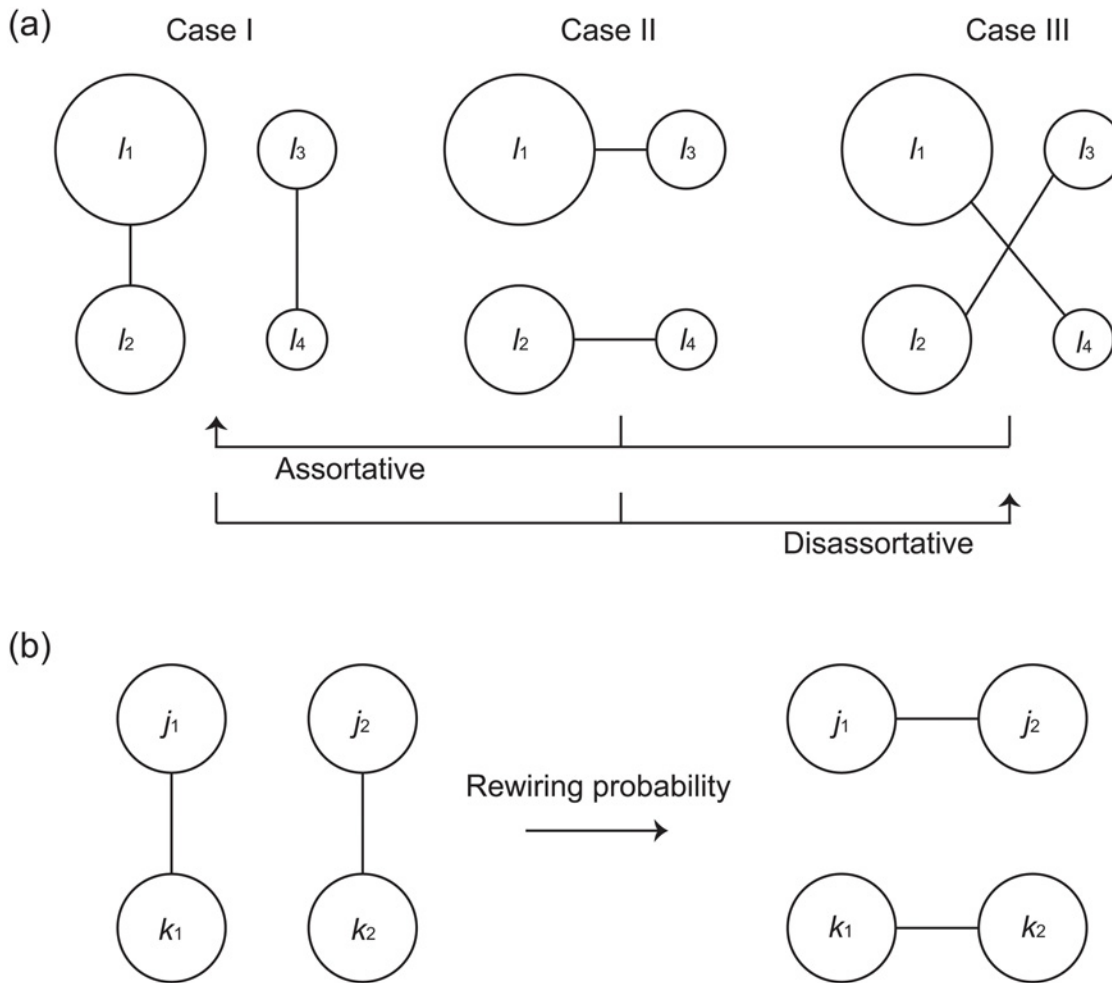 (a)
Case I Case II Case III
l1 l3 l1 l3 l1 l3
l2 l4 l2 l4 l2 l4
Assortative
Disassortative
(b)
j1 j2 j1 j2
Rewiring probability
k1 k2 k1 k2